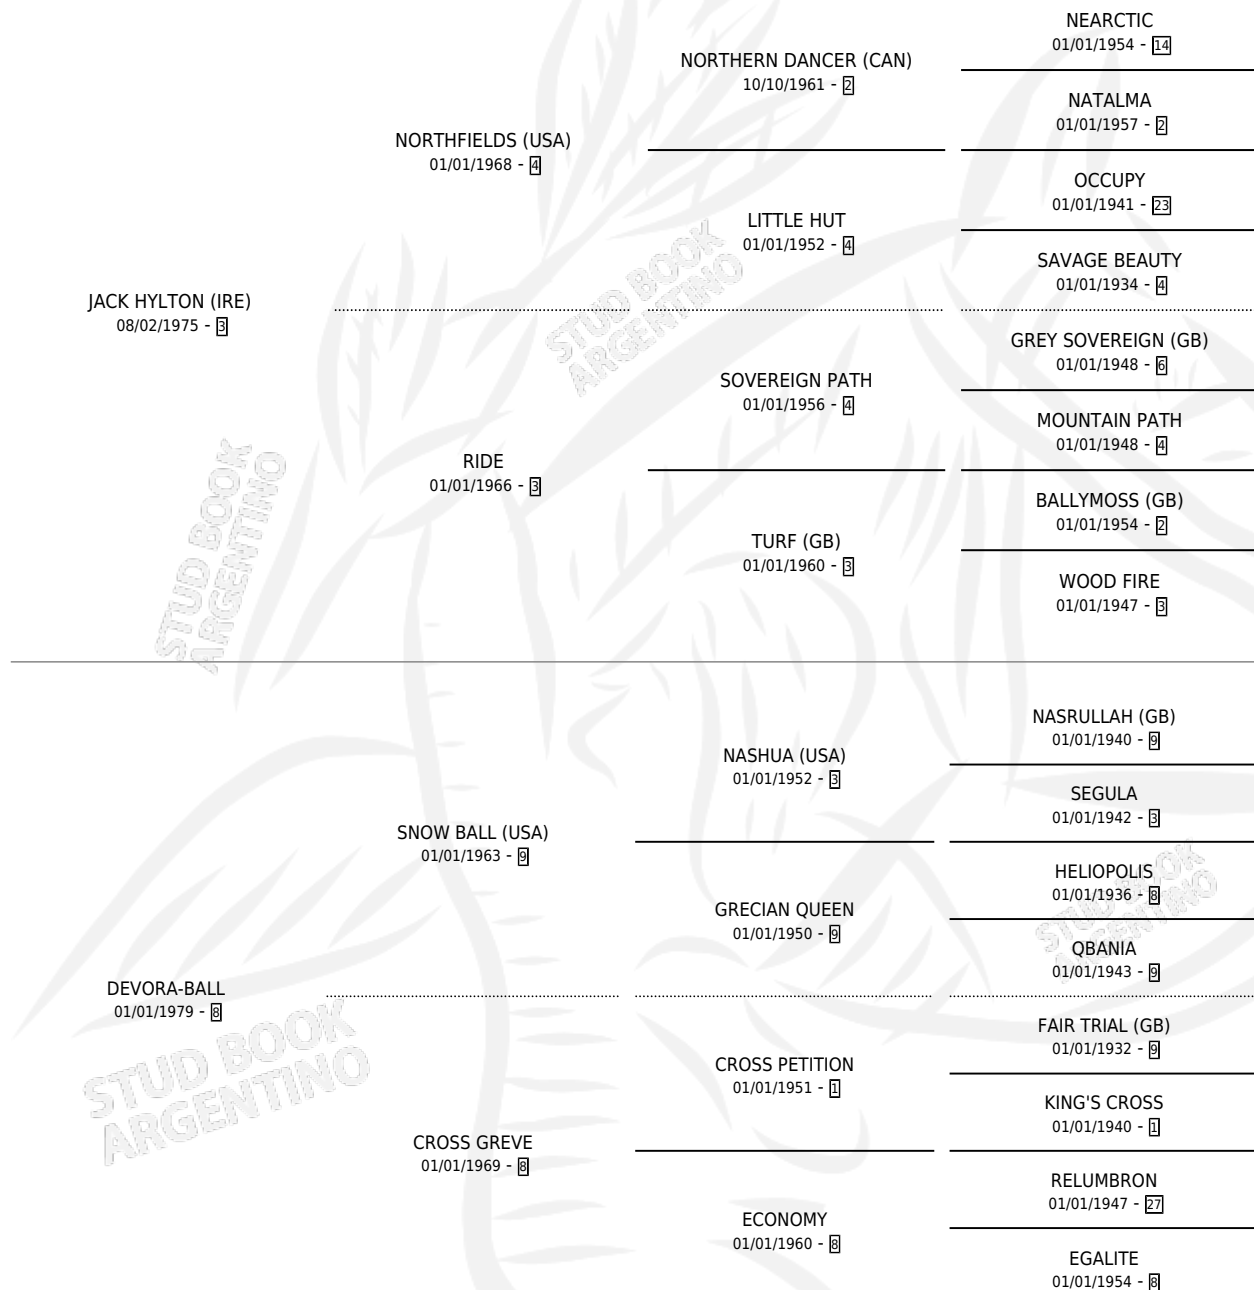 NEARCTIC
01/01/1954 - 14
NORTHERN DANCER (CAN)
10/10/1961 - 2
NATALMA
01/01/1957 - 2
NORTHFIELDS (USA)
01/01/1968 - 4
OCCUPY
01/01/1941 - 23
LITTLE HUT
01/01/1952 - 4
SAVAGE BEAUTY
01/01/1934 - 4
JACK HYLTON (IRE)
08/02/1975 - 3
GREY SOVEREIGN (GB)
01/01/1948 - 6
SOVEREIGN PATH
01/01/1956 - 4
MOUNTAIN PATH
01/01/1948 - 4
RIDE
01/01/1966 - 3
BALLYMOSS (GB)
01/01/1954 - 2
TURF (GB)
01/01/1960 - 3
WOOD FIRE
01/01/1947 - 3
NASRULLAH (GB)
01/01/1940 - 9
NASHUA (USA)
01/01/1952 - 3
SEGULA
01/01/1942 - 3
SNOW BALL (USA)
01/01/1963 - 9
HELIOPOLIS
01/01/1936 - 8
GRECIAN QUEEN
01/01/1950 - 9
QBANIA
01/01/1943 - 9
DEVORA-BALL
01/01/1979 - 8
FAIR TRIAL (GB)
01/01/1932 - 9
CROSS PETITION
01/01/1951 - 1
KING'S CROSS
01/01/1940 - 1
CROSS GREVE
01/01/1969 - 8
RELUMBRON
01/01/1947 - 27
ECONOMY
01/01/1960 - 8
EGALITE
01/01/1954 - 8
STUD BOOK
ARGENTINO
STUD BOOK
ARGENTINO
STUD BOOK
ARGENTINO
STUD BOOK
ARGENTINO